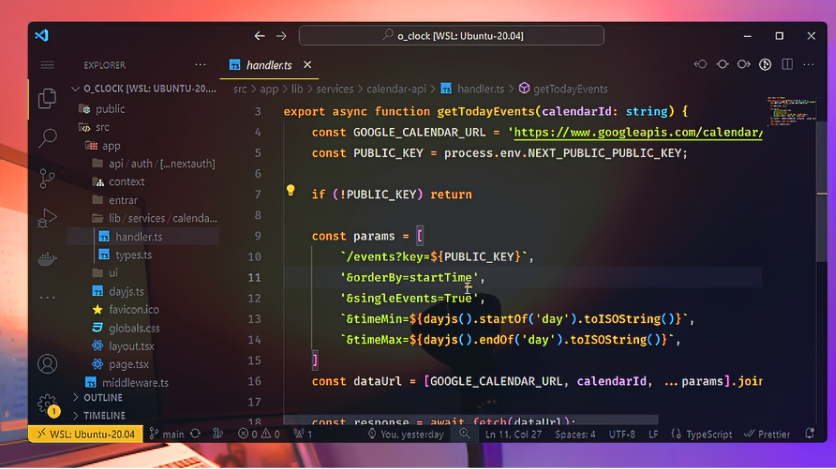 o_clock [WSL: Ubuntu-20.04]
EXPLORER
handler.ts
O_CLOCK [WSL: UBUNTU-20....
public
src
app
api / auth / [...nextauth]
context
entrar
lib / services / calenda...
handler.ts
types.ts
ui
dayjs.ts
favicon.ico
globals.css
layout.tsx
page.tsx
middleware.ts
OUTLINE
TIMELINE
1
src > app > lib > services > calendar-api > handler.ts > getTodayEvents
3 export async function getTodayEvents(calendarId: string) {
4 const GOOGLE_CALENDAR_URL = 'https://www.googleapis.com/calendar/
5 const PUBLIC_KEY = process.env.NEXT_PUBLIC_PUBLIC_KEY;
6
7 if (!PUBLIC_KEY) return
8
9 const params = [
10 `/events?key=${PUBLIC_KEY}`,
11 '&orderBy=startTime',
12 '&singleEvents=True',
13 `&timeMin=${dayjs().startOf('day').toISOString()}`,
14 `&timeMax=${dayjs().endOf('day').toISOString()}`,
15 ]
16 const dataUrl = [GOOGLE_CALENDAR_URL, calendarId, ...params].join
17
18 const response = await fetch(dataUrl);
WSL: Ubuntu-20.04 main 0 0 1 You, yesterday Ln 11, Col 27 Spaces: 4 UTF-8 LF TypeScript Prettier